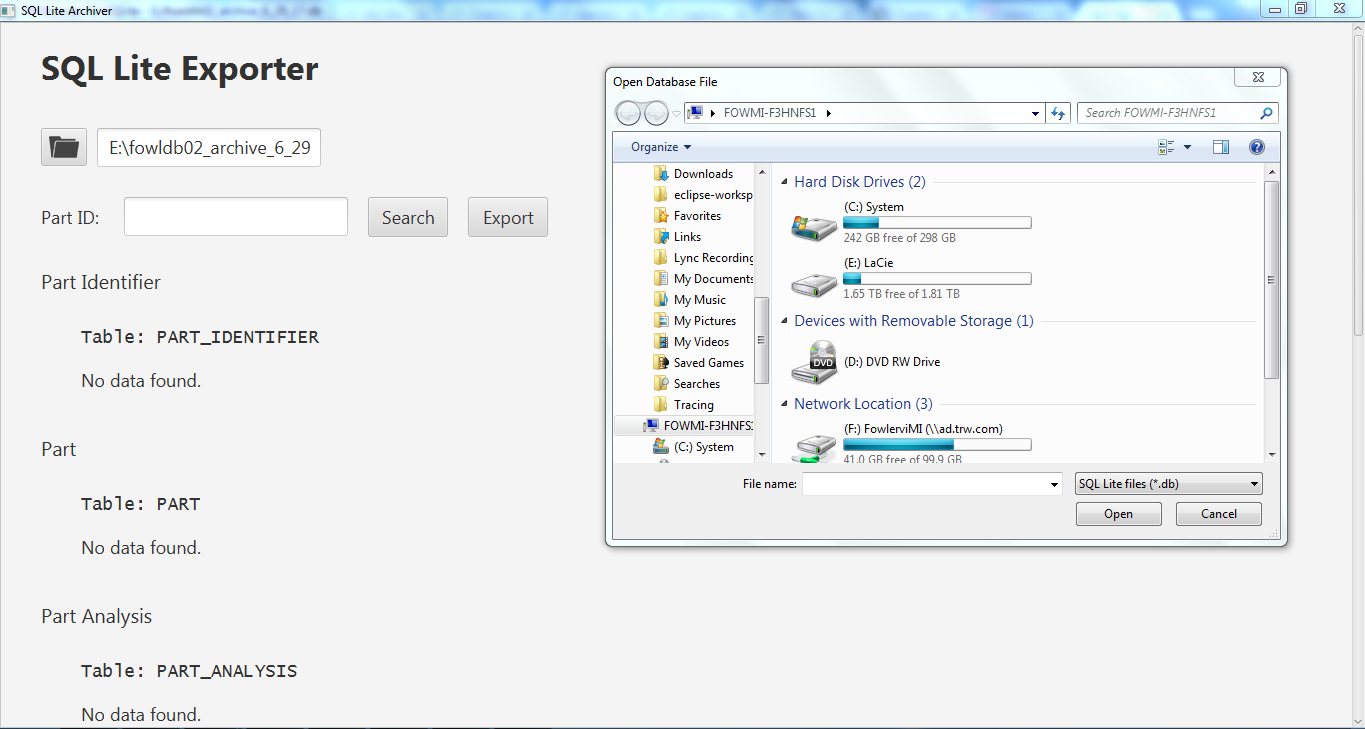 SQL Lite Archiver
SQL Lite Exporter
E:\fowldb02_archive_6_29
Part ID:
Search
Export
Part Identifier
Table: PART_IDENTIFIER
No data found.
Part
Table: PART
No data found.
Part Analysis
Table: PART_ANALYSIS
No data found.
Open Database File
FOWMI-F3HNFS1
Search FOWMI-F3HNFS1
Organize
Downloads
eclipse-worksp
Favorites
Links
Lync Recording
My Documents
My Music
My Pictures
My Videos
Saved Games
Searches
Tracing
FOWMI-F3HNFS1
(C:) System
Hard Disk Drives (2)
(C:) System
242 GB free of 298 GB
(E:) LaCie
1.65 TB free of 1.81 TB
Devices with Removable Storage (1)
DVD
(D:) DVD RW Drive
Network Location (3)
(F:) FowlerviMI (\\ad.trw.com)
41.0 GB free of 99.9 GB
File name:
SQL Lite files (*.db)
Open
Cancel